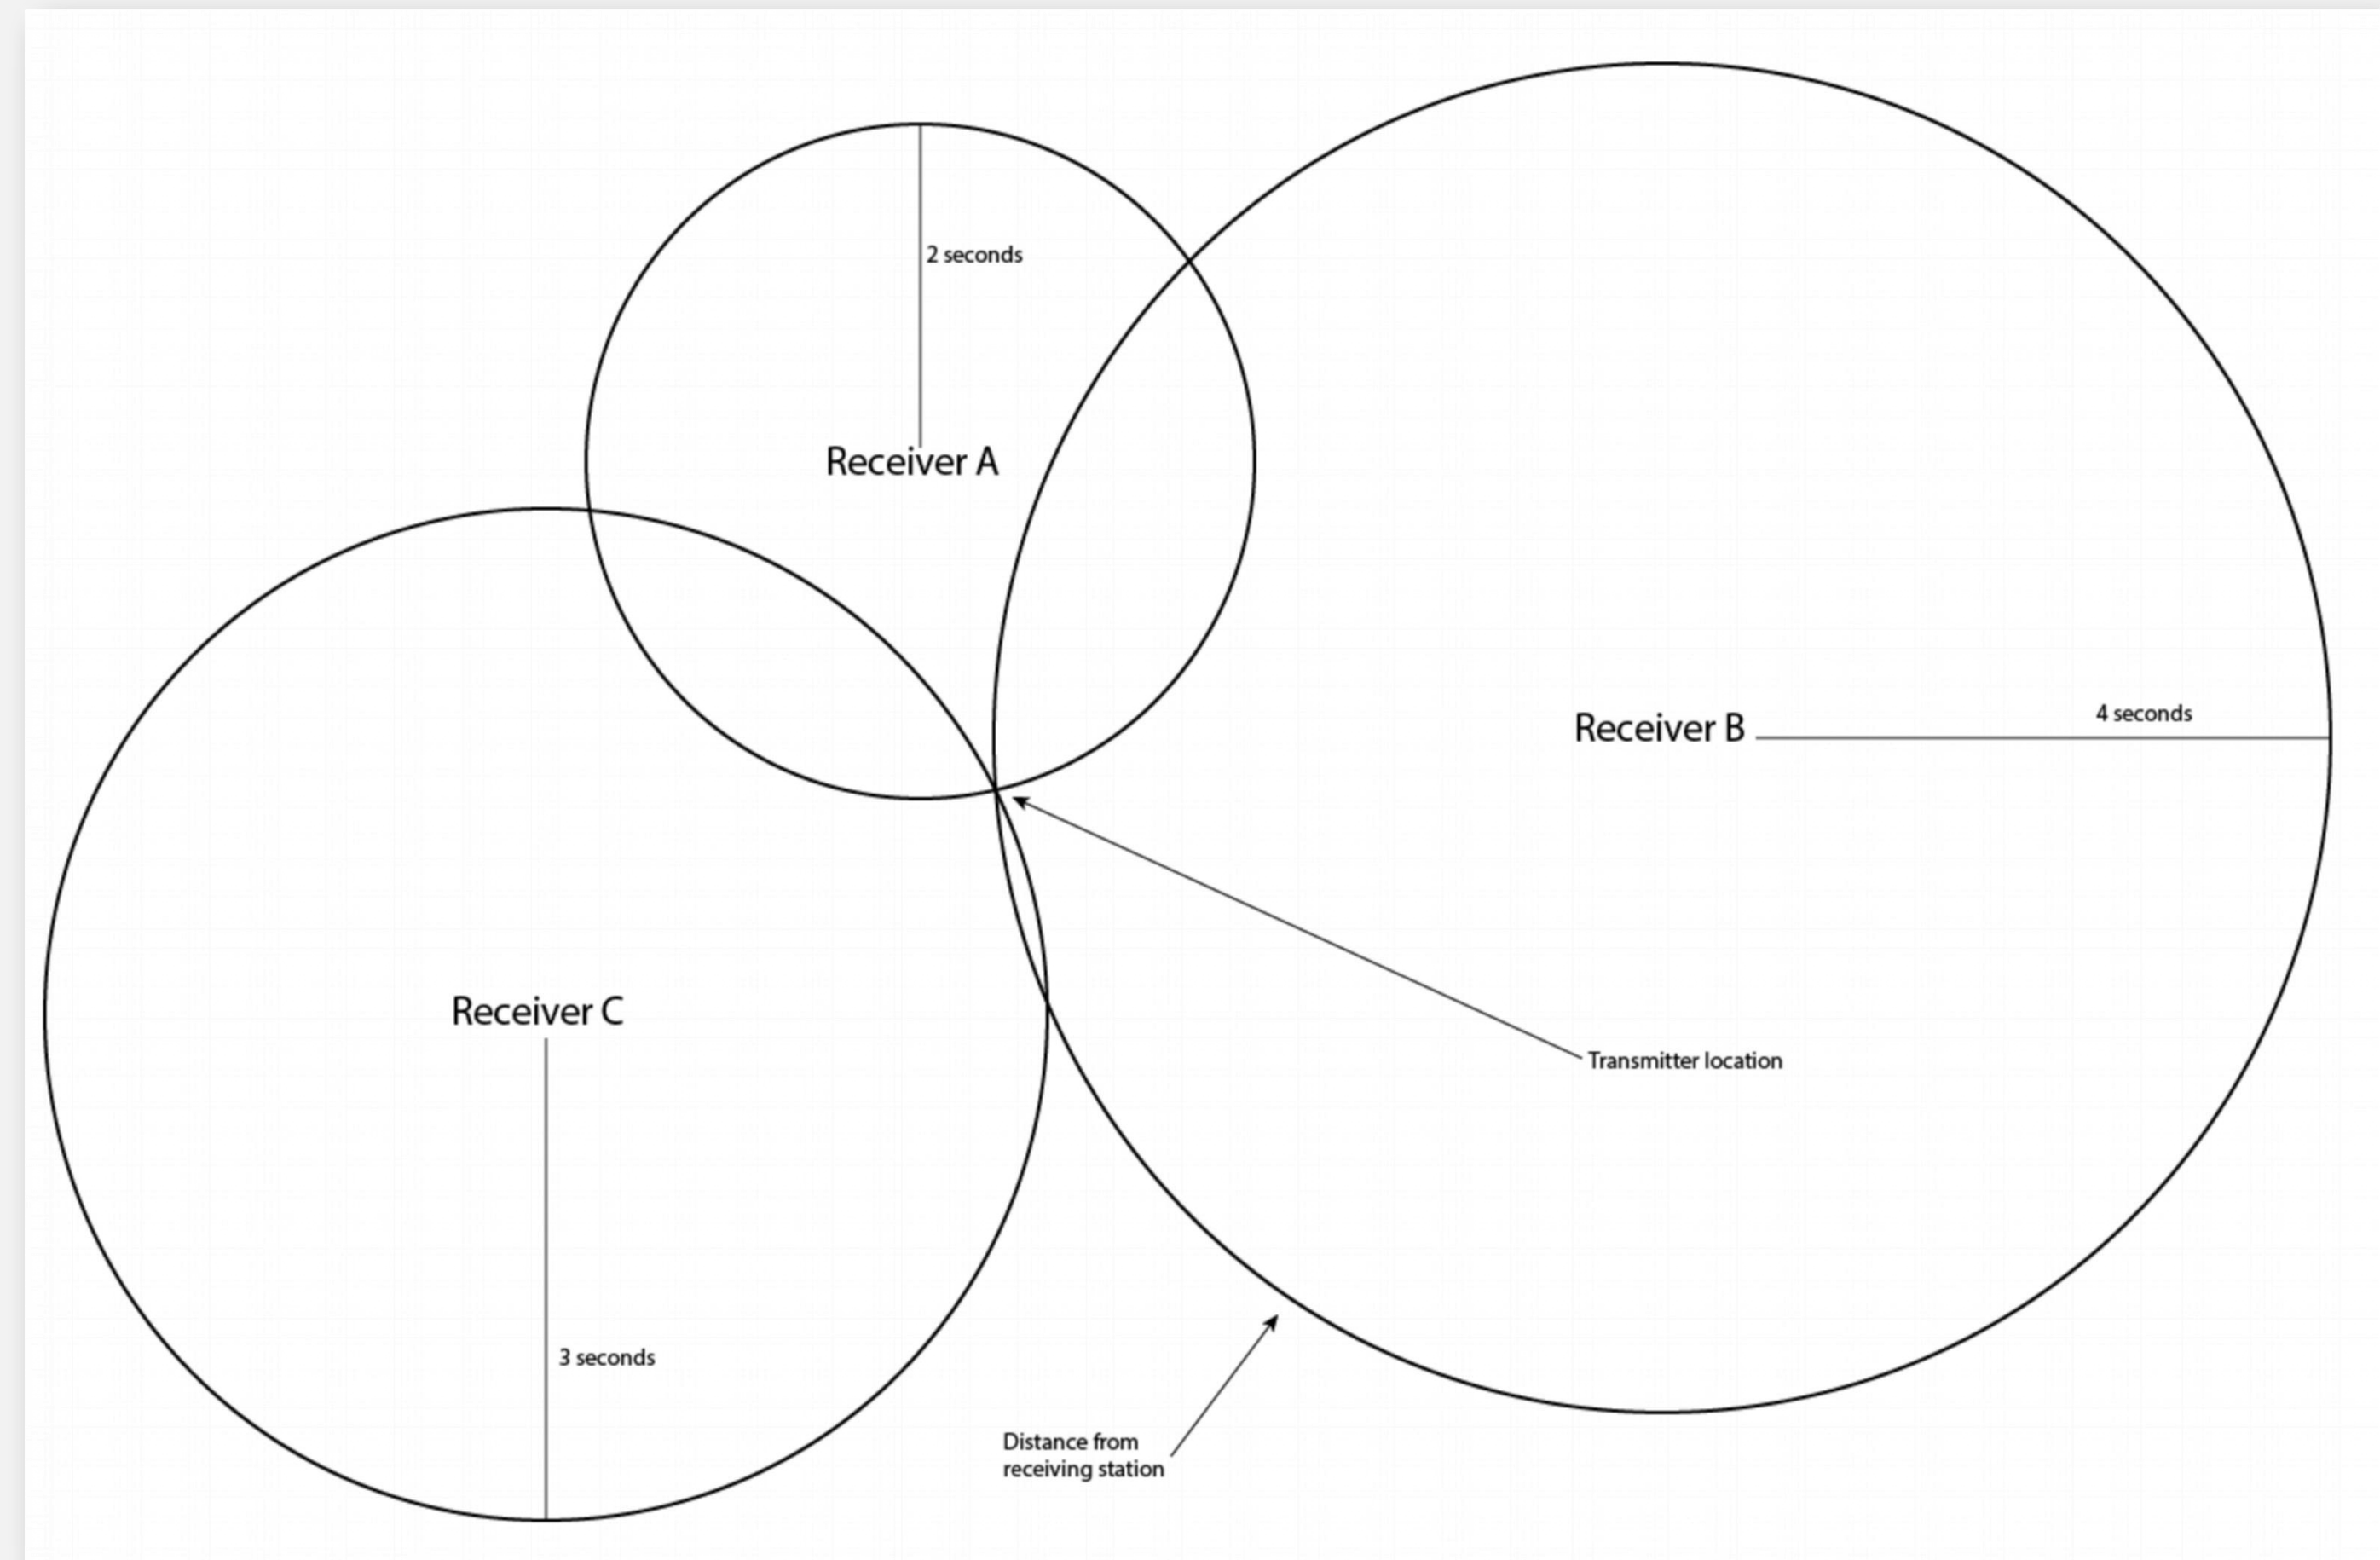 2 seconds
Receiver A
4 seconds
Receiver B
Receiver C
Transmitter location
3 seconds
Distance from
receiving station